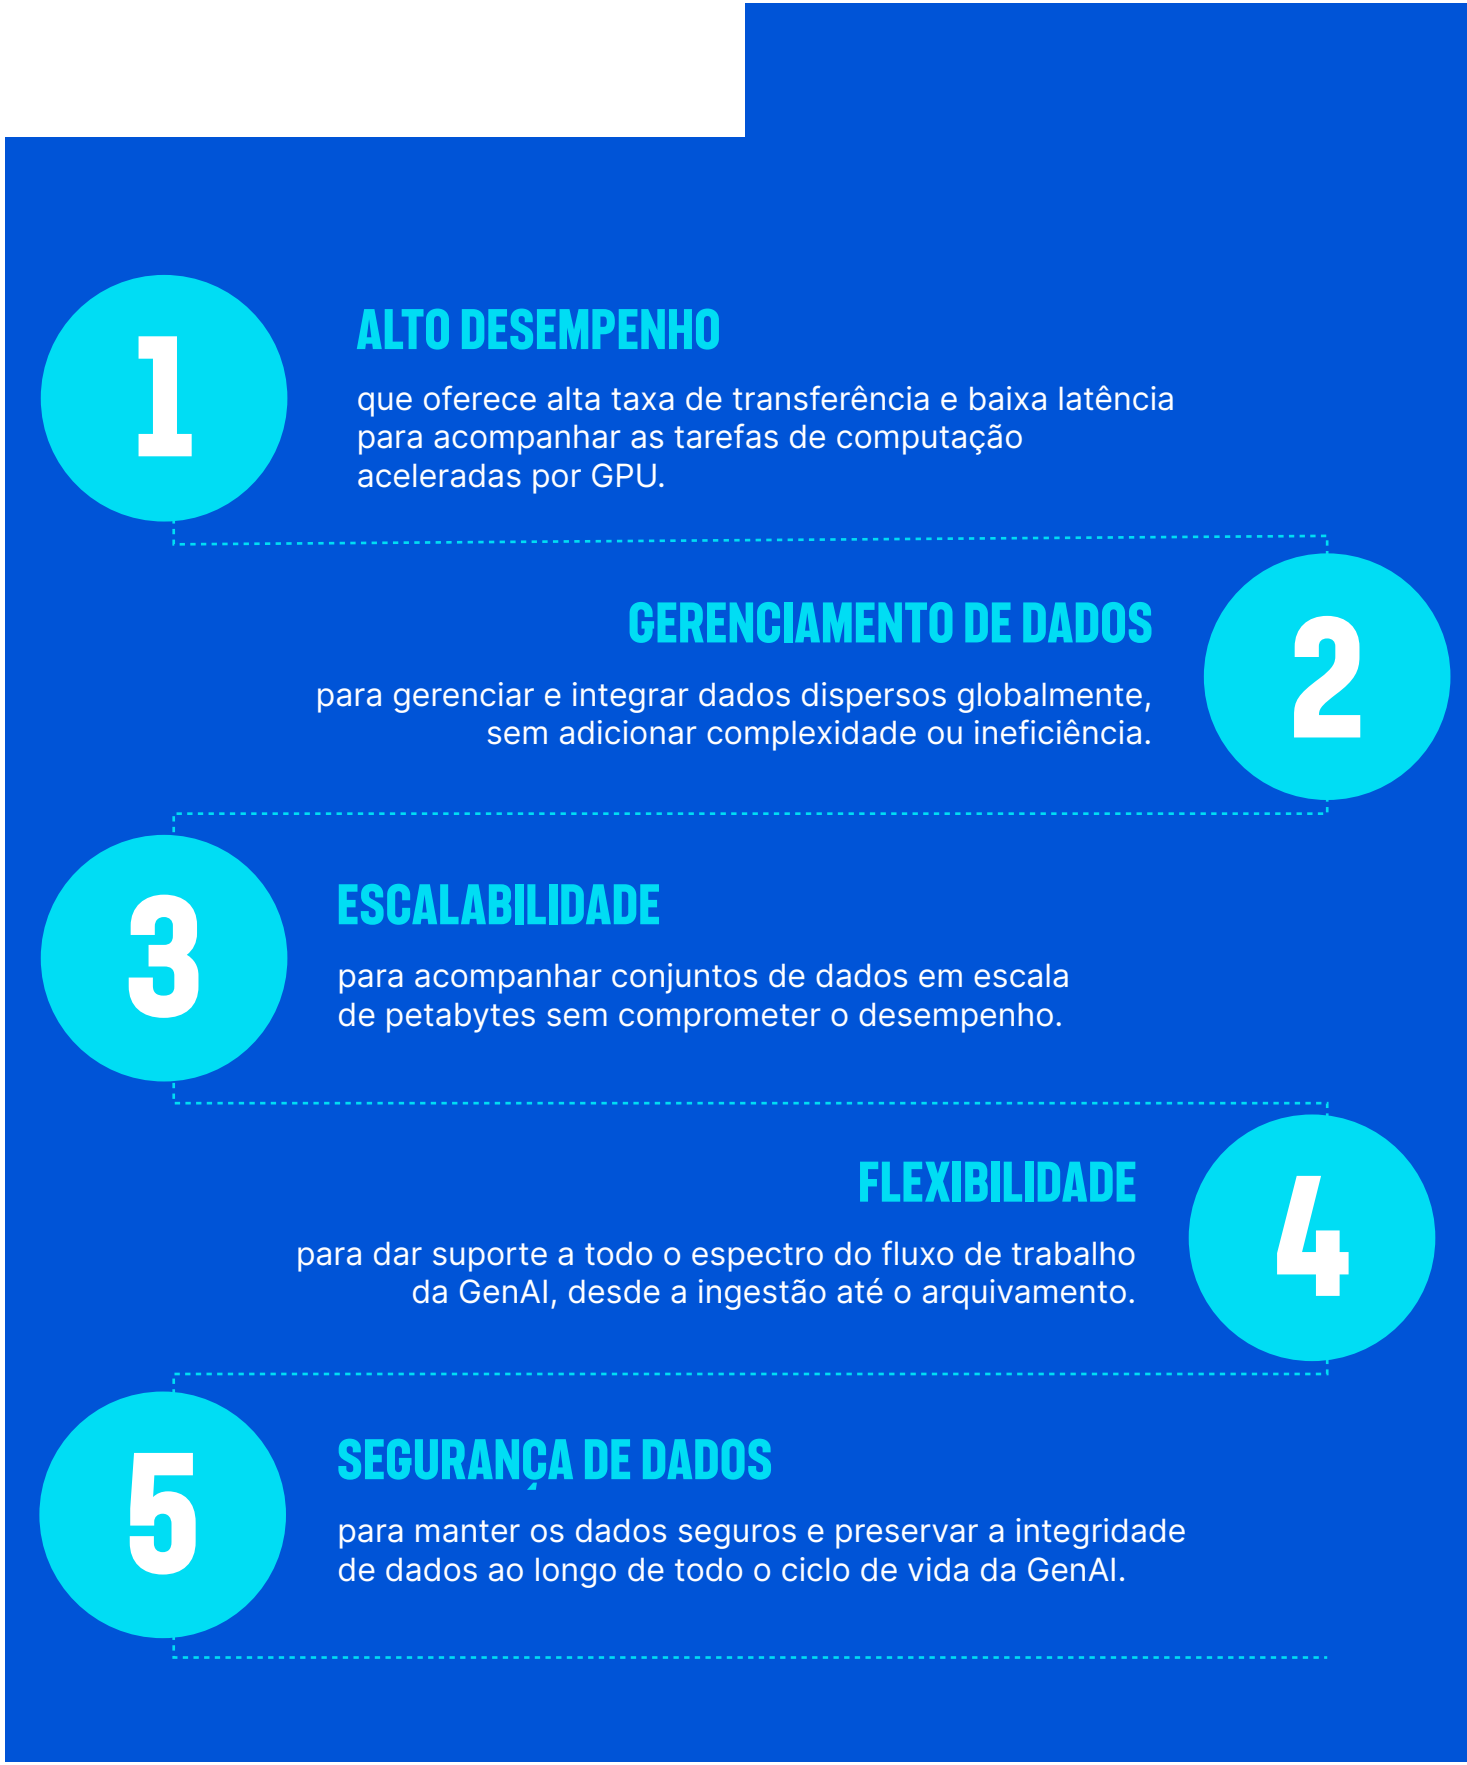 1
ALTO DESEMPENHO
que oferece alta taxa de transferência e baixa latência
para acompanhar as tarefas de computação
aceleradas por GPU.
2
GERENCIAMENTO DE DADOS
para gerenciar e integrar dados dispersos globalmente,
sem adicionar complexidade ou ineficiência.
3
ESCALABILIDADE
para acompanhar conjuntos de dados em escala
de petabytes sem comprometer o desempenho.
4
FLEXIBILIDADE
para dar suporte a todo o espectro do fluxo de trabalho
da GenAI, desde a ingestão até o arquivamento.
5
SEGURANÇA DE DADOS
para manter os dados seguros e preservar a integridade
de dados ao longo de todo o ciclo de vida da GenAI.